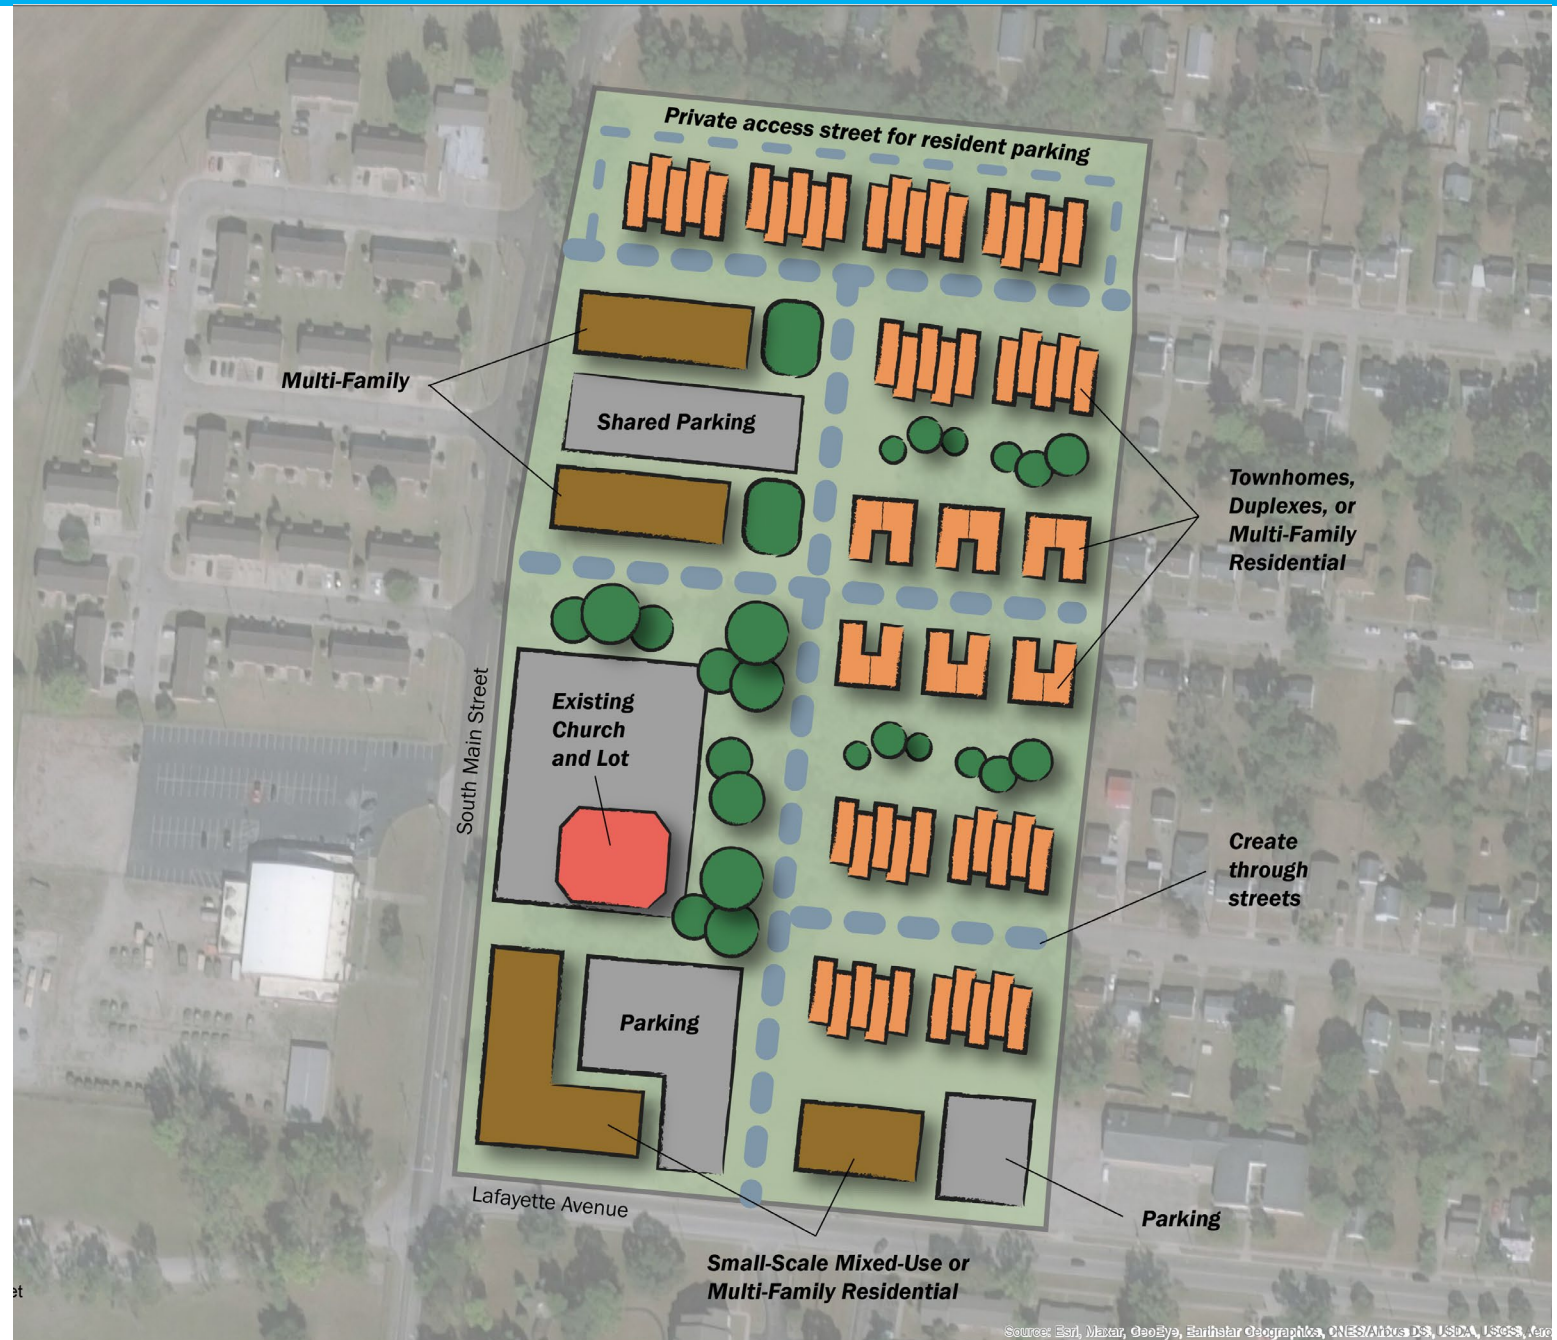 Private access street for resident parking
Multi-Family
Shared Parking
Townhomes,
Duplexes, or
Multi-Family
Residential
South Main Street
Existing
Church
and Lot
Create
through
streets
Parking
Lafayette Avenue
Parking
Small-Scale Mixed-Use or
Multi-Family Residential
et
Source: Esri, Maxar, GeoEye, Earthstar Geographics, CNES/Airbus DS, USDA, USGS, Aero